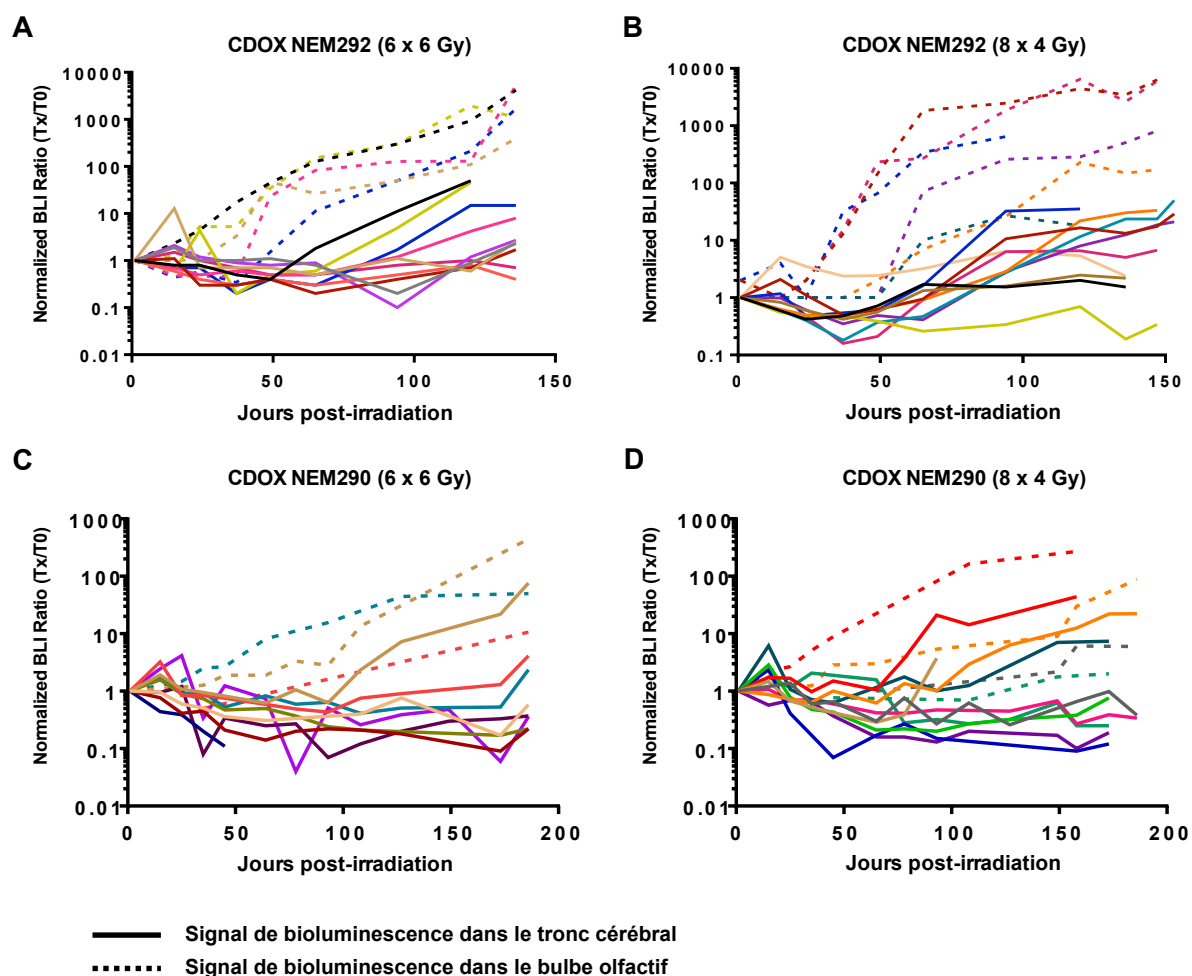 A
CDOX NEM292 (6 x 6 Gy)
Normalized BLI Ratio (Tx/T0)
10000
1000
100
10
1
0.1
0.01
0
50
100
150
Jours post-irradiation
B
CDOX NEM292 (8 x 4 Gy)
Normalized BLI Ratio (Tx/T0)
10000
1000
100
10
1
0.1
0
50
100
150
Jours post-irradiation
C
CDOX NEM290 (6 x 6 Gy)
Normalized BLI Ratio (Tx/T0)
1000
100
10
1
0.1
0.01
0
50
100
150
200
Jours post-irradiation
D
CDOX NEM290 (8 x 4 Gy)
Normalized BLI Ratio (Tx/T0)
1000
100
10
1
0.1
0.01
0
50
100
150
200
Jours post-irradiation
Signal de bioluminescence dans le tronc cérébral
Signal de bioluminescence dans le bulbe olfactif